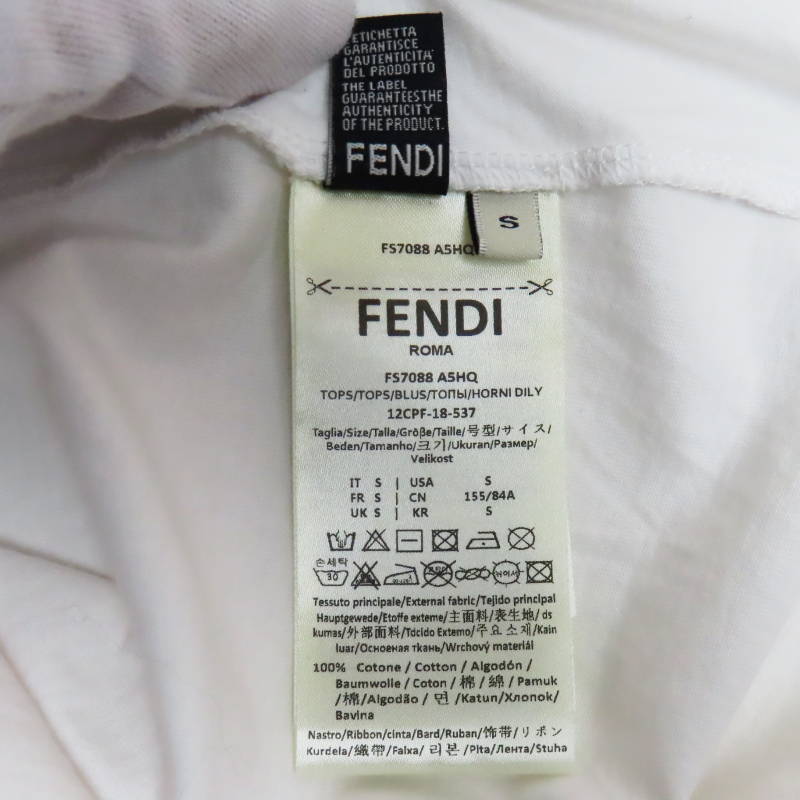 ETICHETTA
GARANTISCE
L'AUTENTICITA'
DEL PRODOTTO
THE LABEL
GUARANTEESTHE
AUTHENTICITY
OF THE PRODUCT.
FENDI
S
FS7088 A5HQ
FENDI
ROMA
FS7088 A5HQ
TOPS/TOPS/BLUS/ТОПЫ/HORNI DILY
12CPF-18-537
Taglia/Size/Talla/Größe/Taille/号型/サイズ/
Beden/Tamanho/크기/Ukuran/Размер/
Velikost
IT S | USA S
FR S | CN 155/84A
UK S | KR S
손세탁
30
Tessuto principale/External fabric/Tejido principal
Hauptgewede/Etoffe exteme/主面料/表生地/ds
kumas/外部面料/Tdcido Extemo/주요소재/Kain
luar/Основная ткань/Wrchový materiál
100% Cotone / Cotton / Algodón /
Baumwolle / Coton / 棉 / 綿 / Pamuk
/棉/Algodão / 면 /Katun/Хлопок/
Bavina
Nastro/Ribbon/cinta/Bard/Ruban/饰带/リボン
Kurdela/織帶/Faixa/ 리본 /Pita/Лента/Stuha